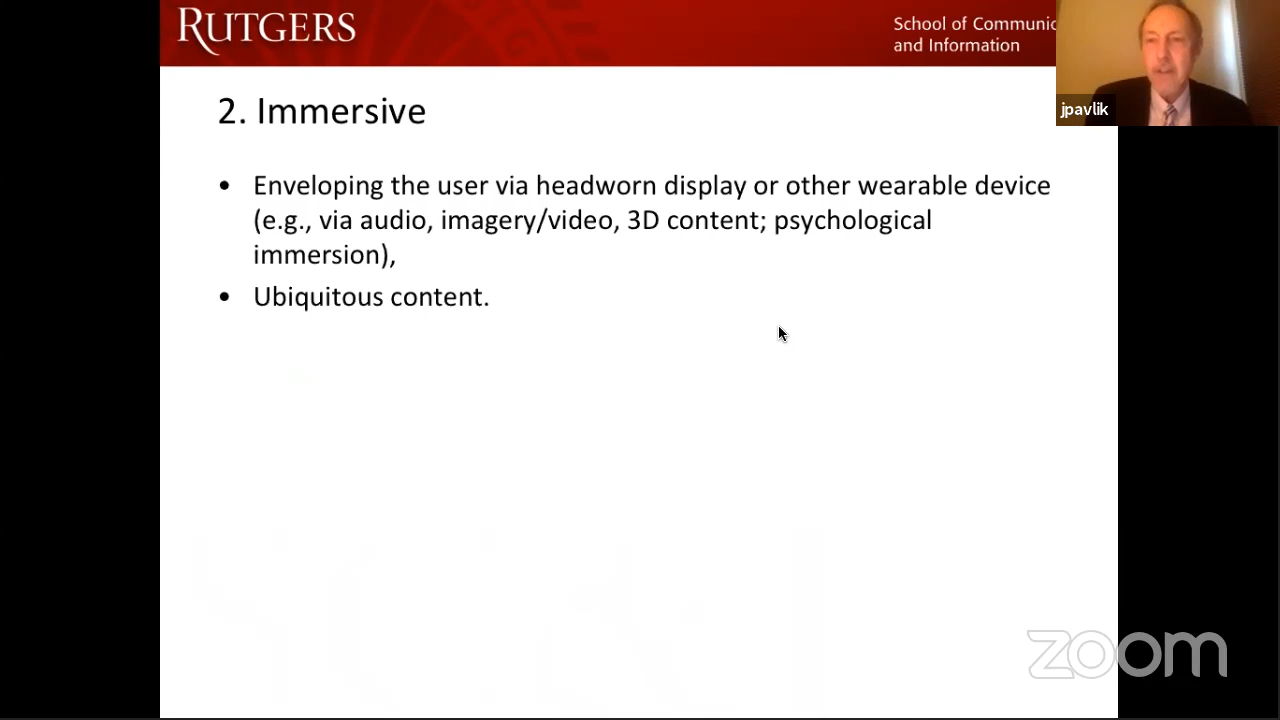 RUTGERS
School of Communic
and Information
jpavlik
2. Immersive
• Enveloping the user via headworn display or other wearable device
(e.g., via audio, imagery/video, 3D content; psychological
immersion),
• Ubiquitous content.
zoom